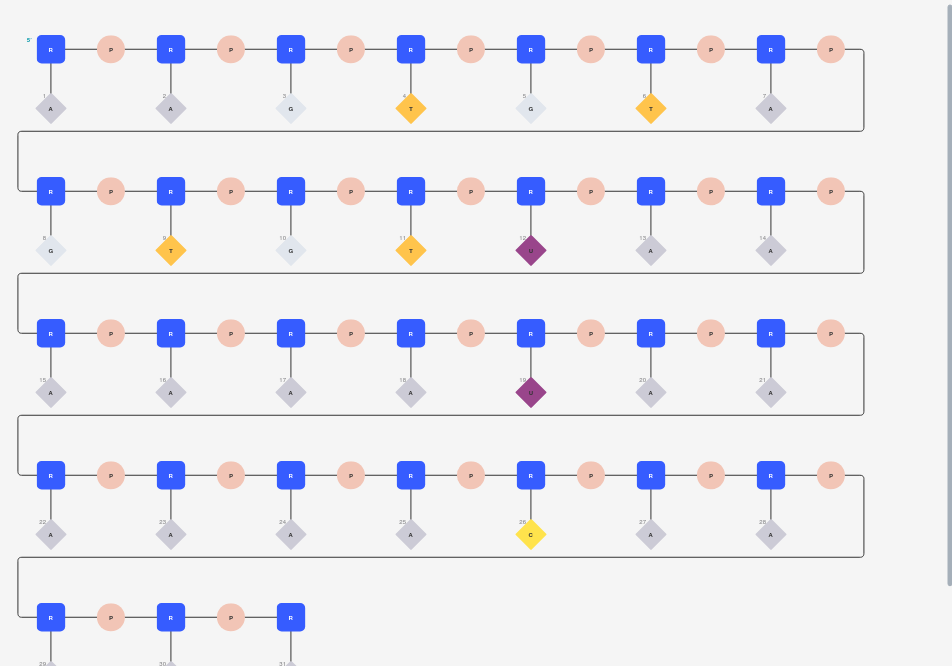 5'
R P R P R P R P R P R P R P
1 2 3 4 5 6 7
A A G T G T A
R P R P R P R P R P R P R P
8 9 10 11 12 13 14
G T G T U A A
R P R P R P R P R P R P R P
15 16 17 18 19 20 21
A A A A U A A
R P R P R P R P R P R P R P
22 23 24 25 26 27 28
A A A A C A A
R P R P R
29 30 31